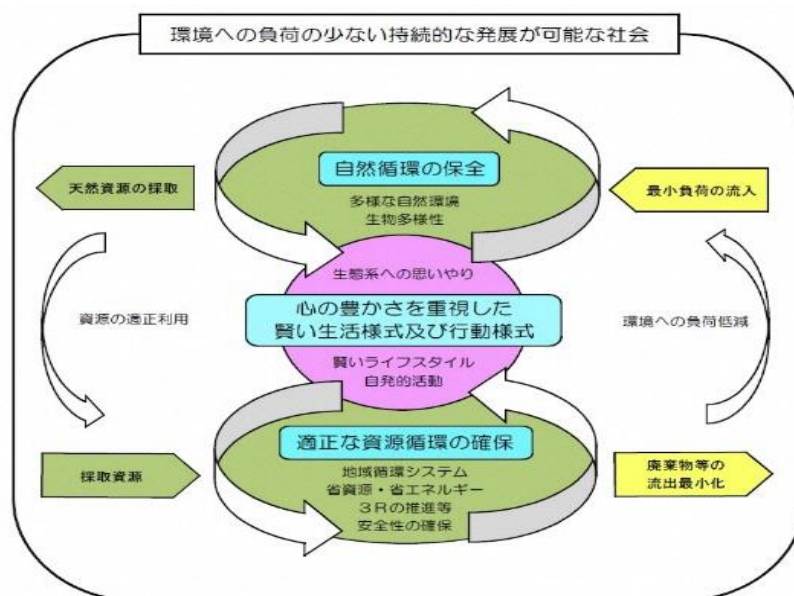 環境への負荷の少ない持続的な発展が可能な社会
自然循環の保全
多様な自然環境
生物多様性
天然資源の採取
最小負荷の流入
生態系への思いやり
心の豊かさを重視した
賢い生活様式及び行動様式
賢いライフスタイル
自発的活動
資源の適正利用
環境への負荷低減
適正な資源循環の確保
地域循環システム
省資源・省エネルギー
3Rの推進等
安全性の確保
採取資源
廃棄物等の
流出最小化